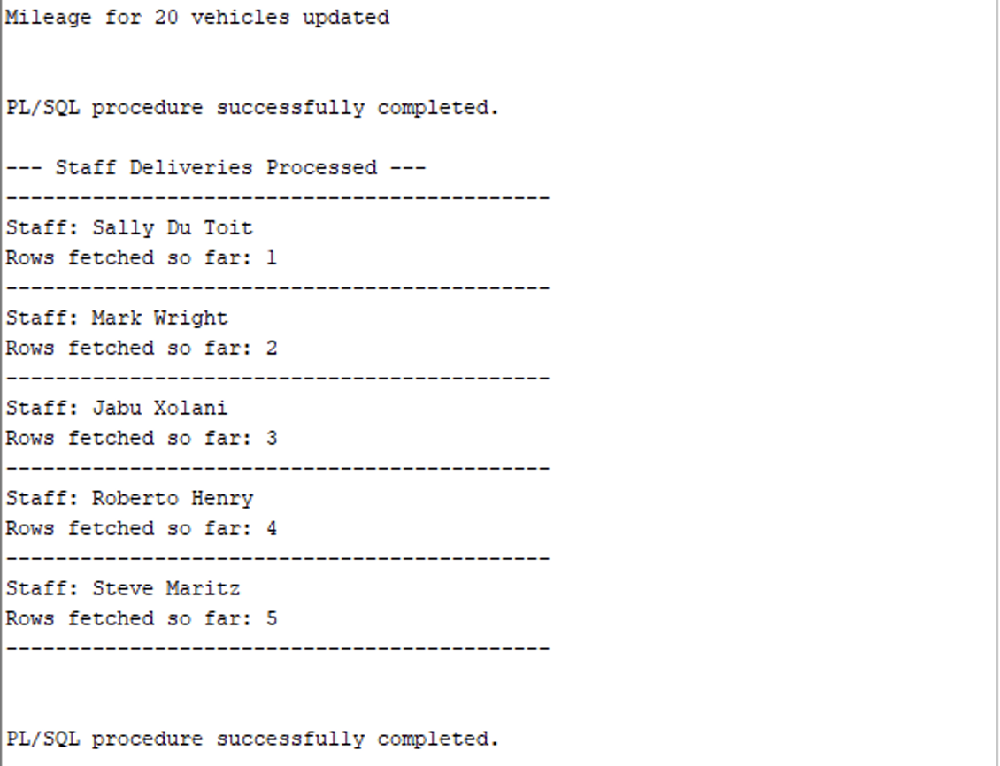 Mileage for 20 vehicles updated
PL/SQL procedure successfully completed.
--- Staff Deliveries Processed ---
--------------------------------------------
Staff: Sally Du Toit
Rows fetched so far: 1
--------------------------------------------
Staff: Mark Wright
Rows fetched so far: 2
--------------------------------------------
Staff: Jabu Xolani
Rows fetched so far: 3
--------------------------------------------
Staff: Roberto Henry
Rows fetched so far: 4
--------------------------------------------
Staff: Steve Maritz
Rows fetched so far: 5
--------------------------------------------
PL/SQL procedure successfully completed.